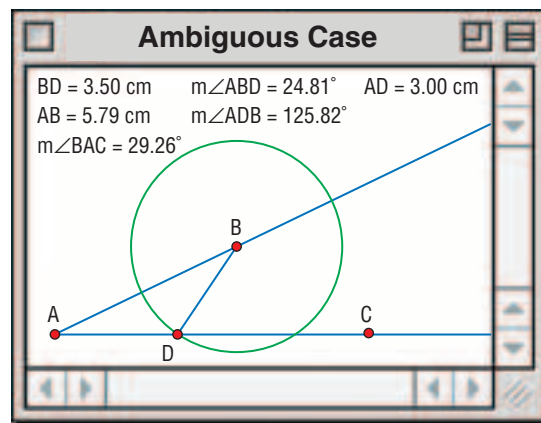 Ambiguous Case
BD = 3.50 cm m∠ABD = 24.81˚ AD = 3.00 cm
AB = 5.79 cm m∠ADB = 125.82˚
m∠BAC = 29.26˚
B
A C
D